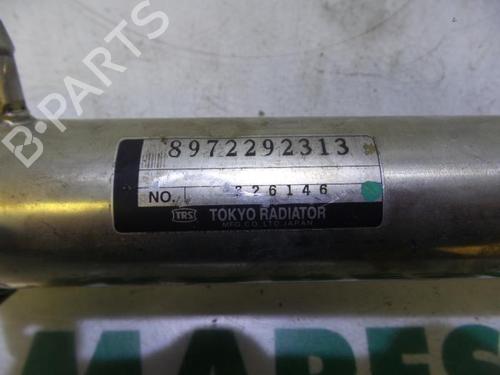 B-PARTS
8972292313
NO. 226146
TRS TOKYO RADIATOR
MFG.CO.,LTD.JAPAN